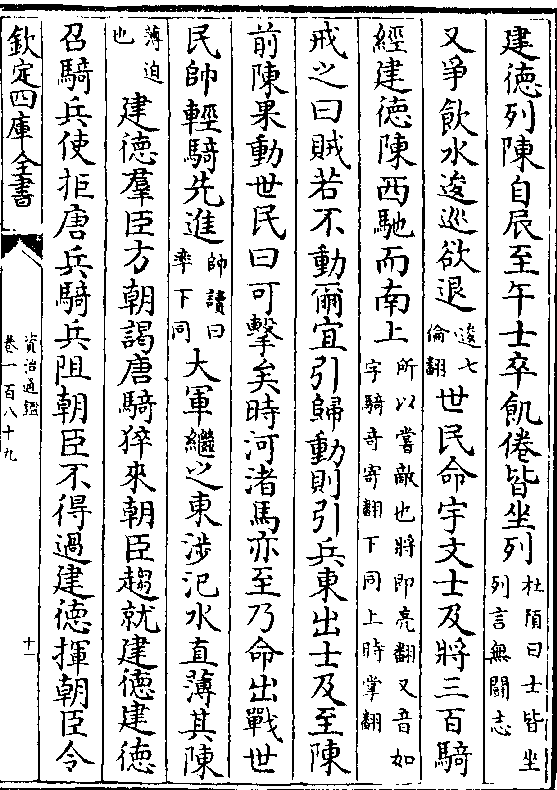 建德列陳自辰至午士卒飢倦皆坐列杜預曰士皆坐列言無鬬志
又爭飲水逡巡欲退逡七倫翻世民命宇文士及將三百騎
經建德陳西馳而南上所以嘗敵也將即亮翻又音如字騎奇寄翻下同上時掌翻
戒之曰賊若不動爾宜引歸動則引兵東出士及至陳
前陳果動世民曰可擊矣時河渚馬亦至乃命出戰世
民帥輕騎先進帥讀曰率下同大軍繼之東涉汜水直薄其陳
薄迫也建德羣臣方朝謁唐騎猝來朝臣趨就建德建德
召騎兵使拒唐兵騎兵阻朝臣不得過建德揮朝臣令
欽定四庫全書
資治通鑑
卷一百八十九
十一